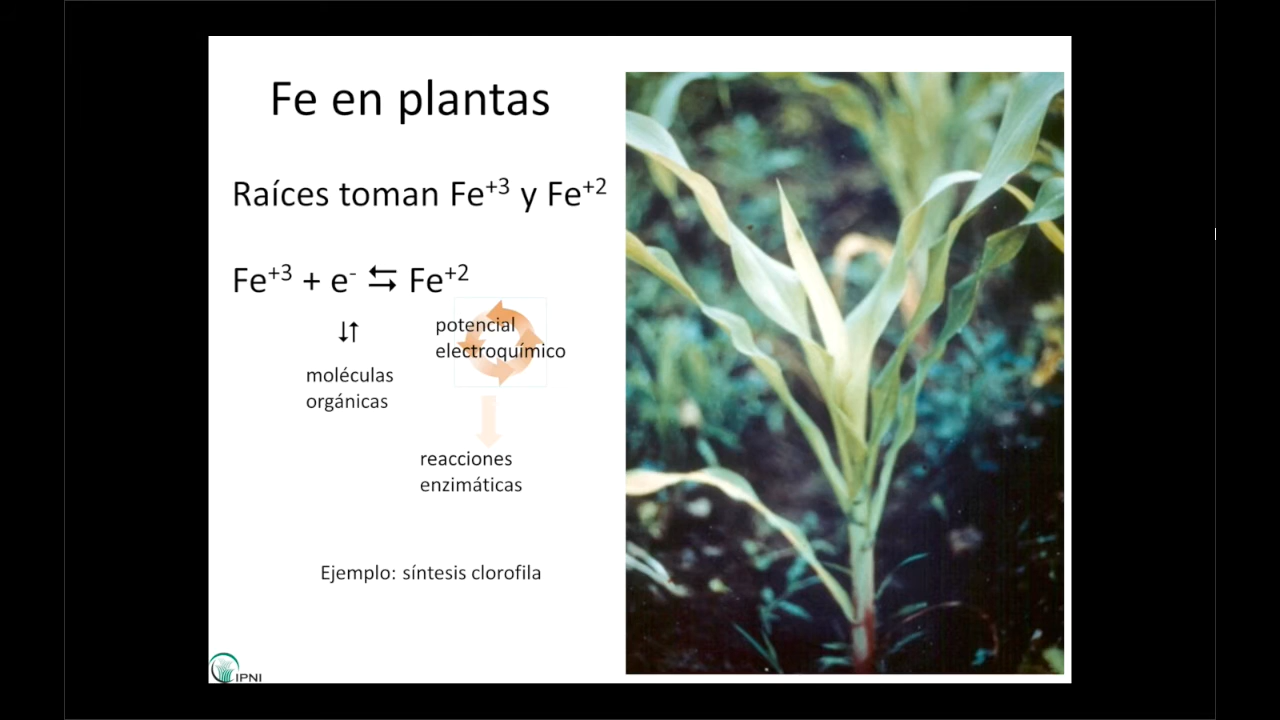 Fe en plantas
Raíces toman Fe⁺³ y Fe⁺²
Fe⁺³ + e⁻ ⇆ Fe⁺²
↓↑
potencial
electroquímico
moléculas
orgánicas
reacciones
enzimáticas
Ejemplo: síntesis clorofila
IPNI